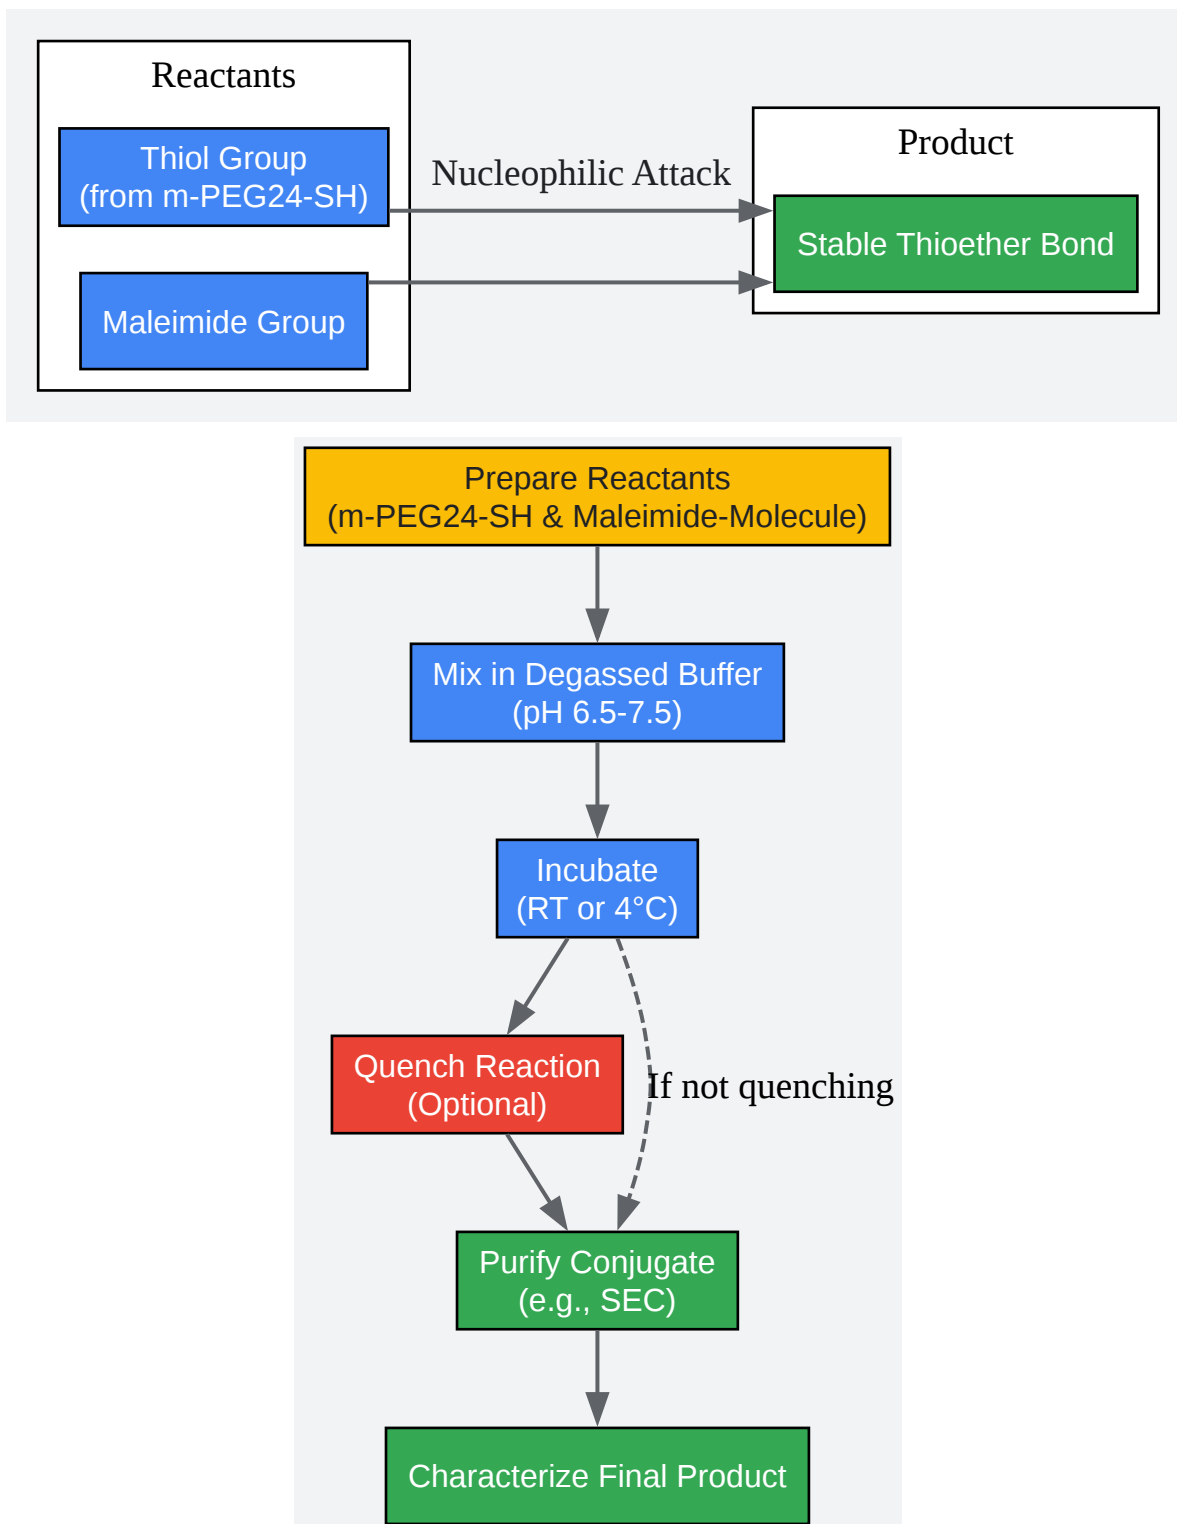 Reactants
Thiol Group
(from m-PEG24-SH)
Maleimide Group
Nucleophilic Attack
Product
Stable Thioether Bond
Prepare Reactants
(m-PEG24-SH & Maleimide-Molecule)
Mix in Degassed Buffer
(pH 6.5-7.5)
Incubate
(RT or 4°C)
Quench Reaction
(Optional)
If not quenching
Purify Conjugate
(e.g., SEC)
Characterize Final Product